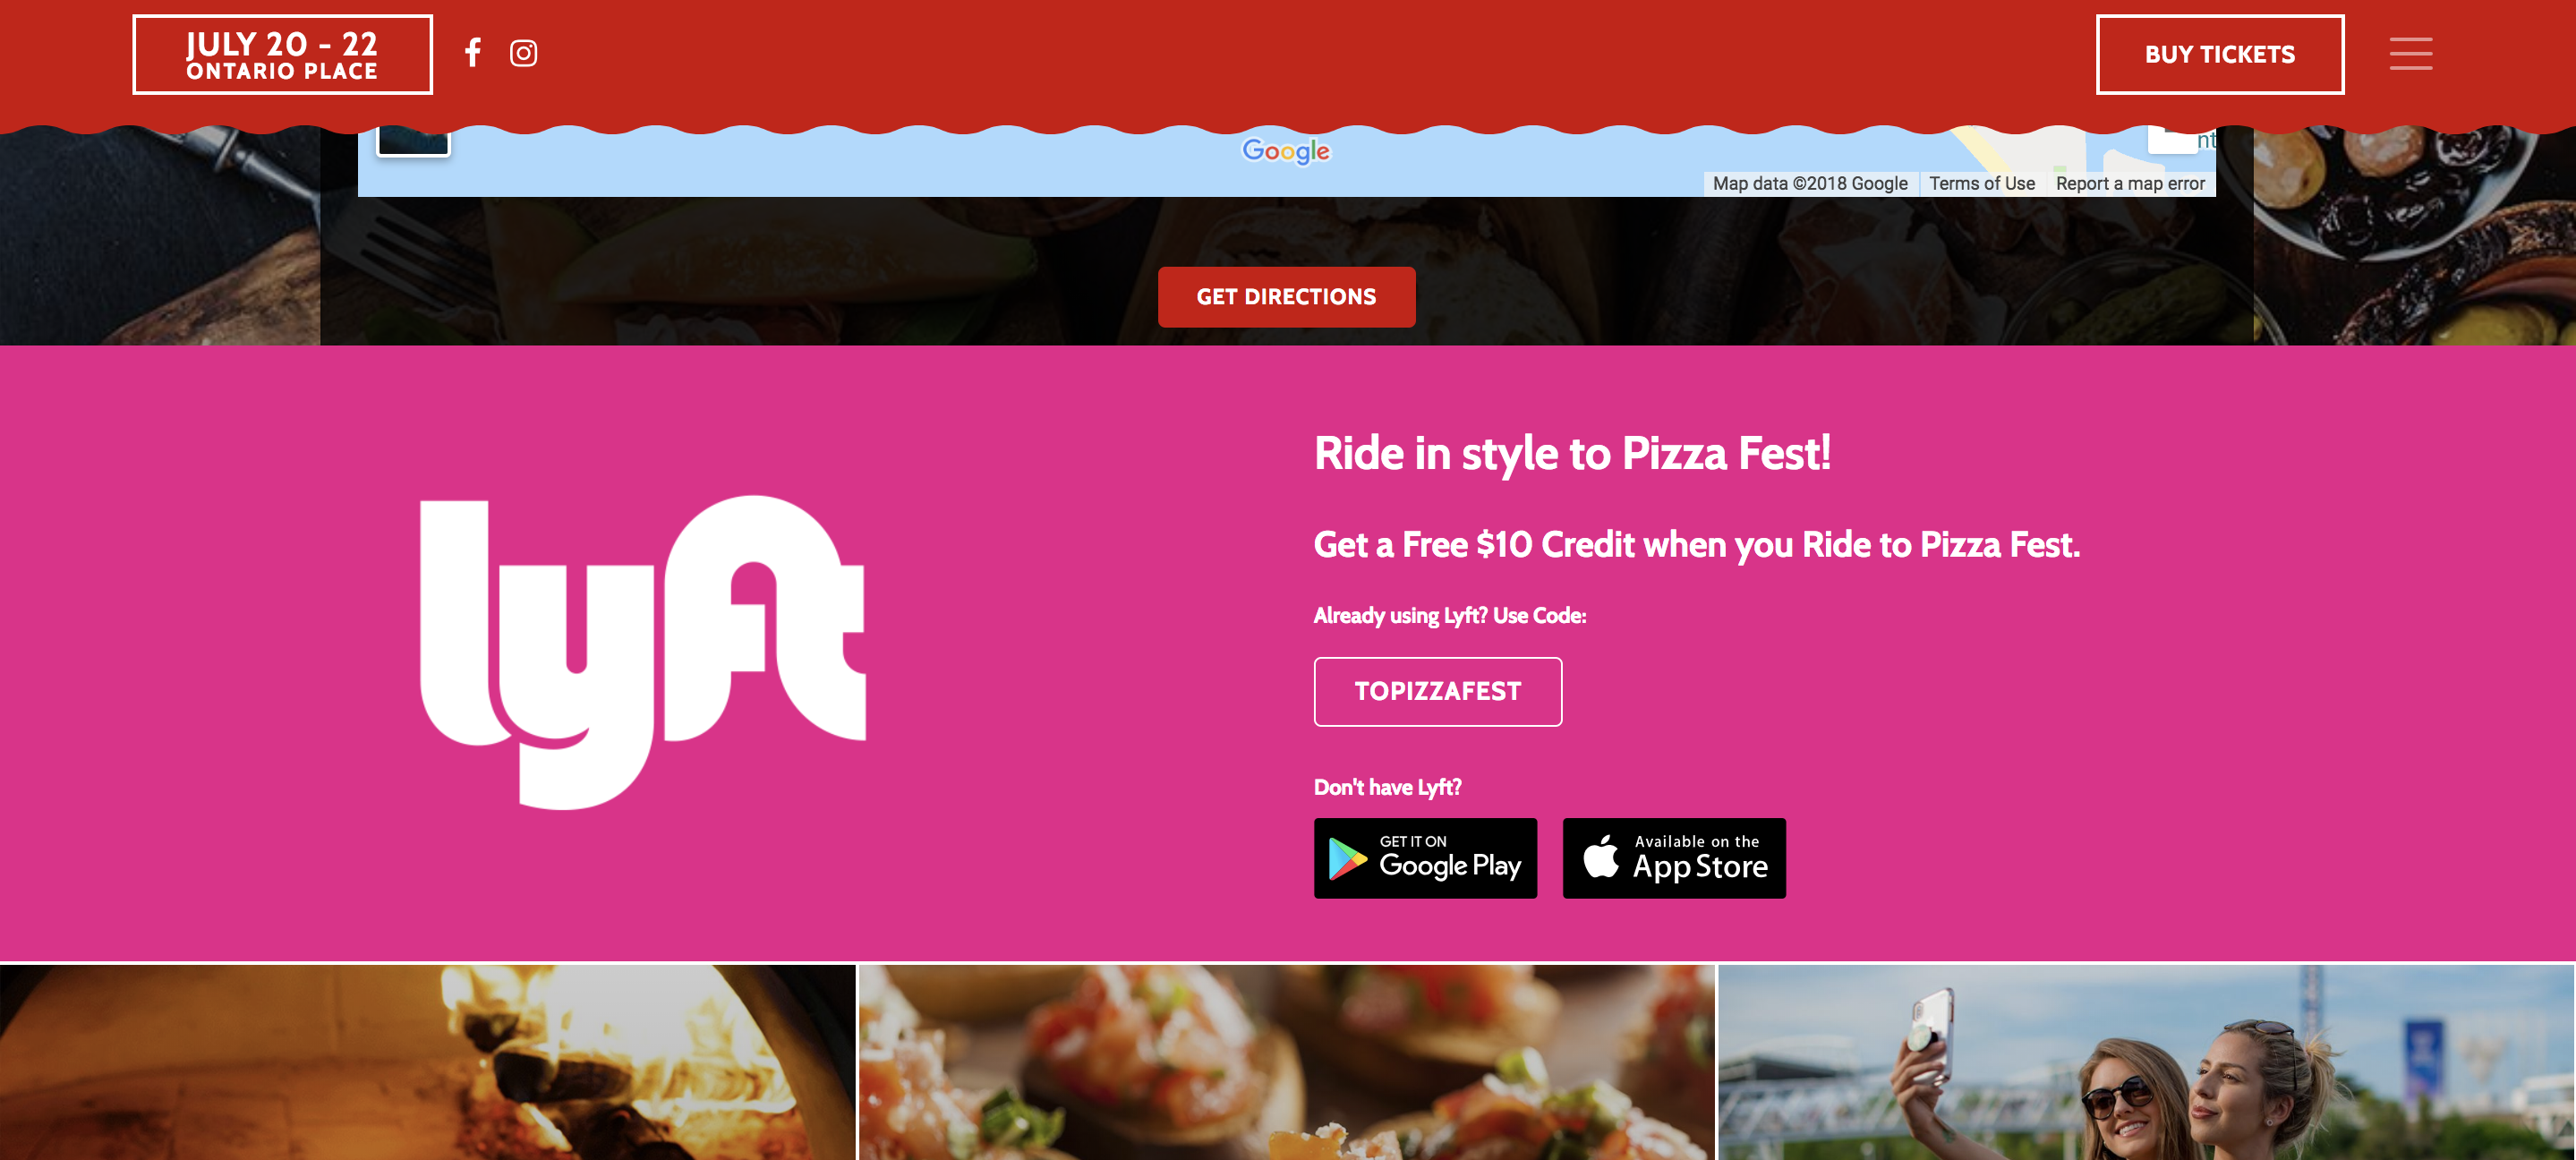 JULY 20 - 22
ONTARIO PLACE
BUY TICKETS
Google
Map data ©2018 Google
Terms of Use
Report a map error
GET DIRECTIONS
lyft
Ride in style to Pizza Fest!
Get a Free $10 Credit when you Ride to Pizza Fest.
Already using Lyft? Use Code:
TOPIZZAFEST
Don't have Lyft?
GET IT ON
Google Play
Available on the
App Store